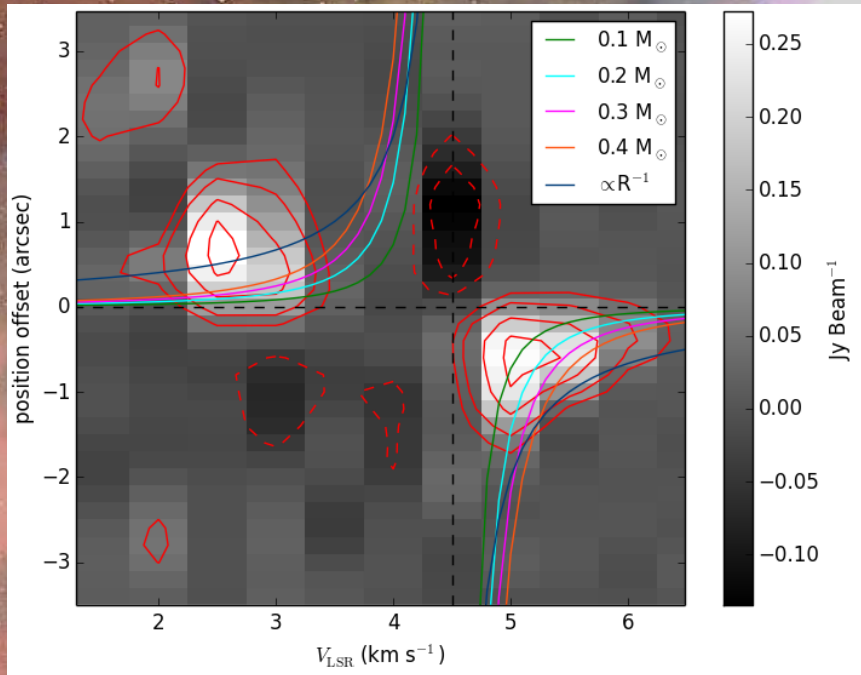 3
2
1
0
−1
−2
−3
position offset (arcsec)
2
3
4
5
6
V_LSR (km s⁻¹)
0.1 M⊙
0.2 M⊙
0.3 M⊙
0.4 M⊙
∝R⁻¹
0.25
0.20
0.15
0.10
0.05
0.00
−0.05
−0.10
Jy Beam⁻¹